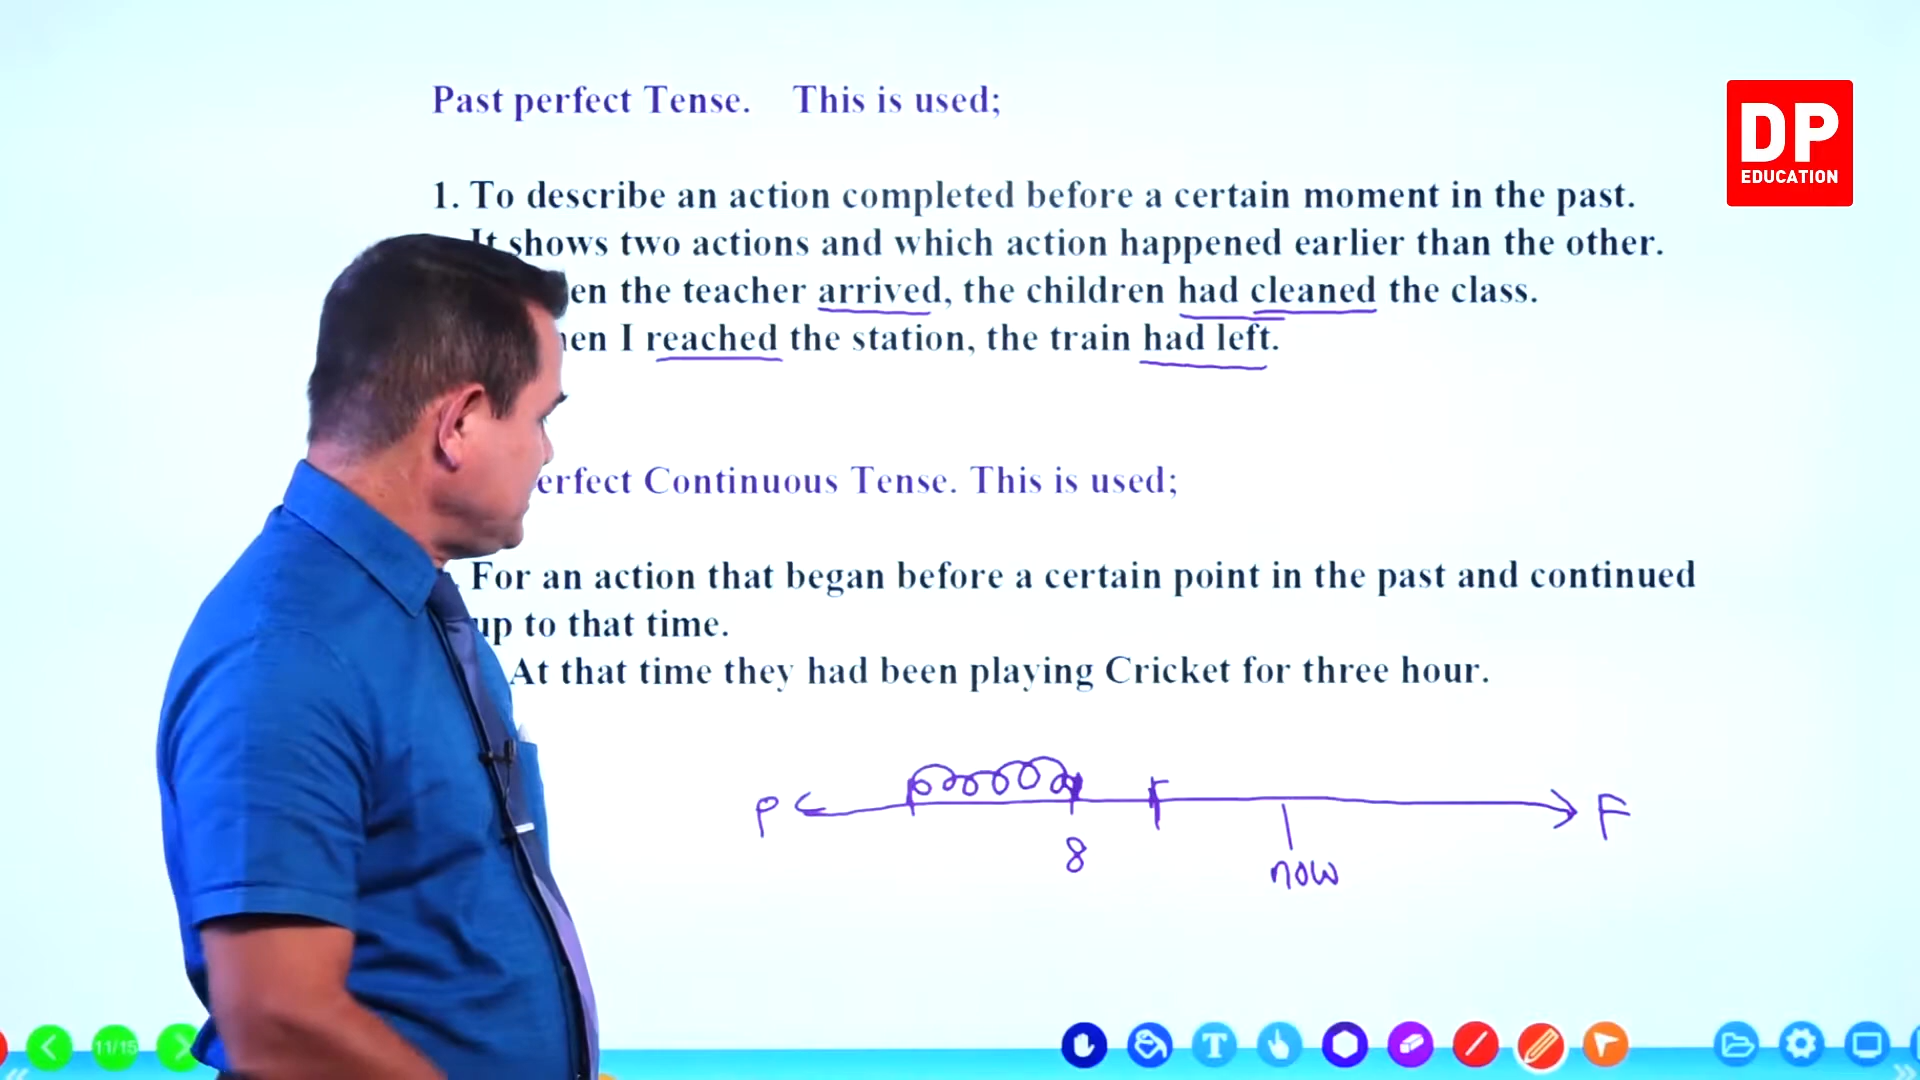 Past perfect Tense. This is used;
DP
EDUCATION
1. To describe an action completed before a certain moment in the past.
It shows two actions and which action happened earlier than the other.
the teacher arrived, the children had cleaned the class.
I reached the station, the train had left.
Continuous Tense. This is used;
For an action that began before a certain point in the past and continued
up to that time.
At that time they had been playing Cricket for three hour.
P
F
8
now
11/15
T